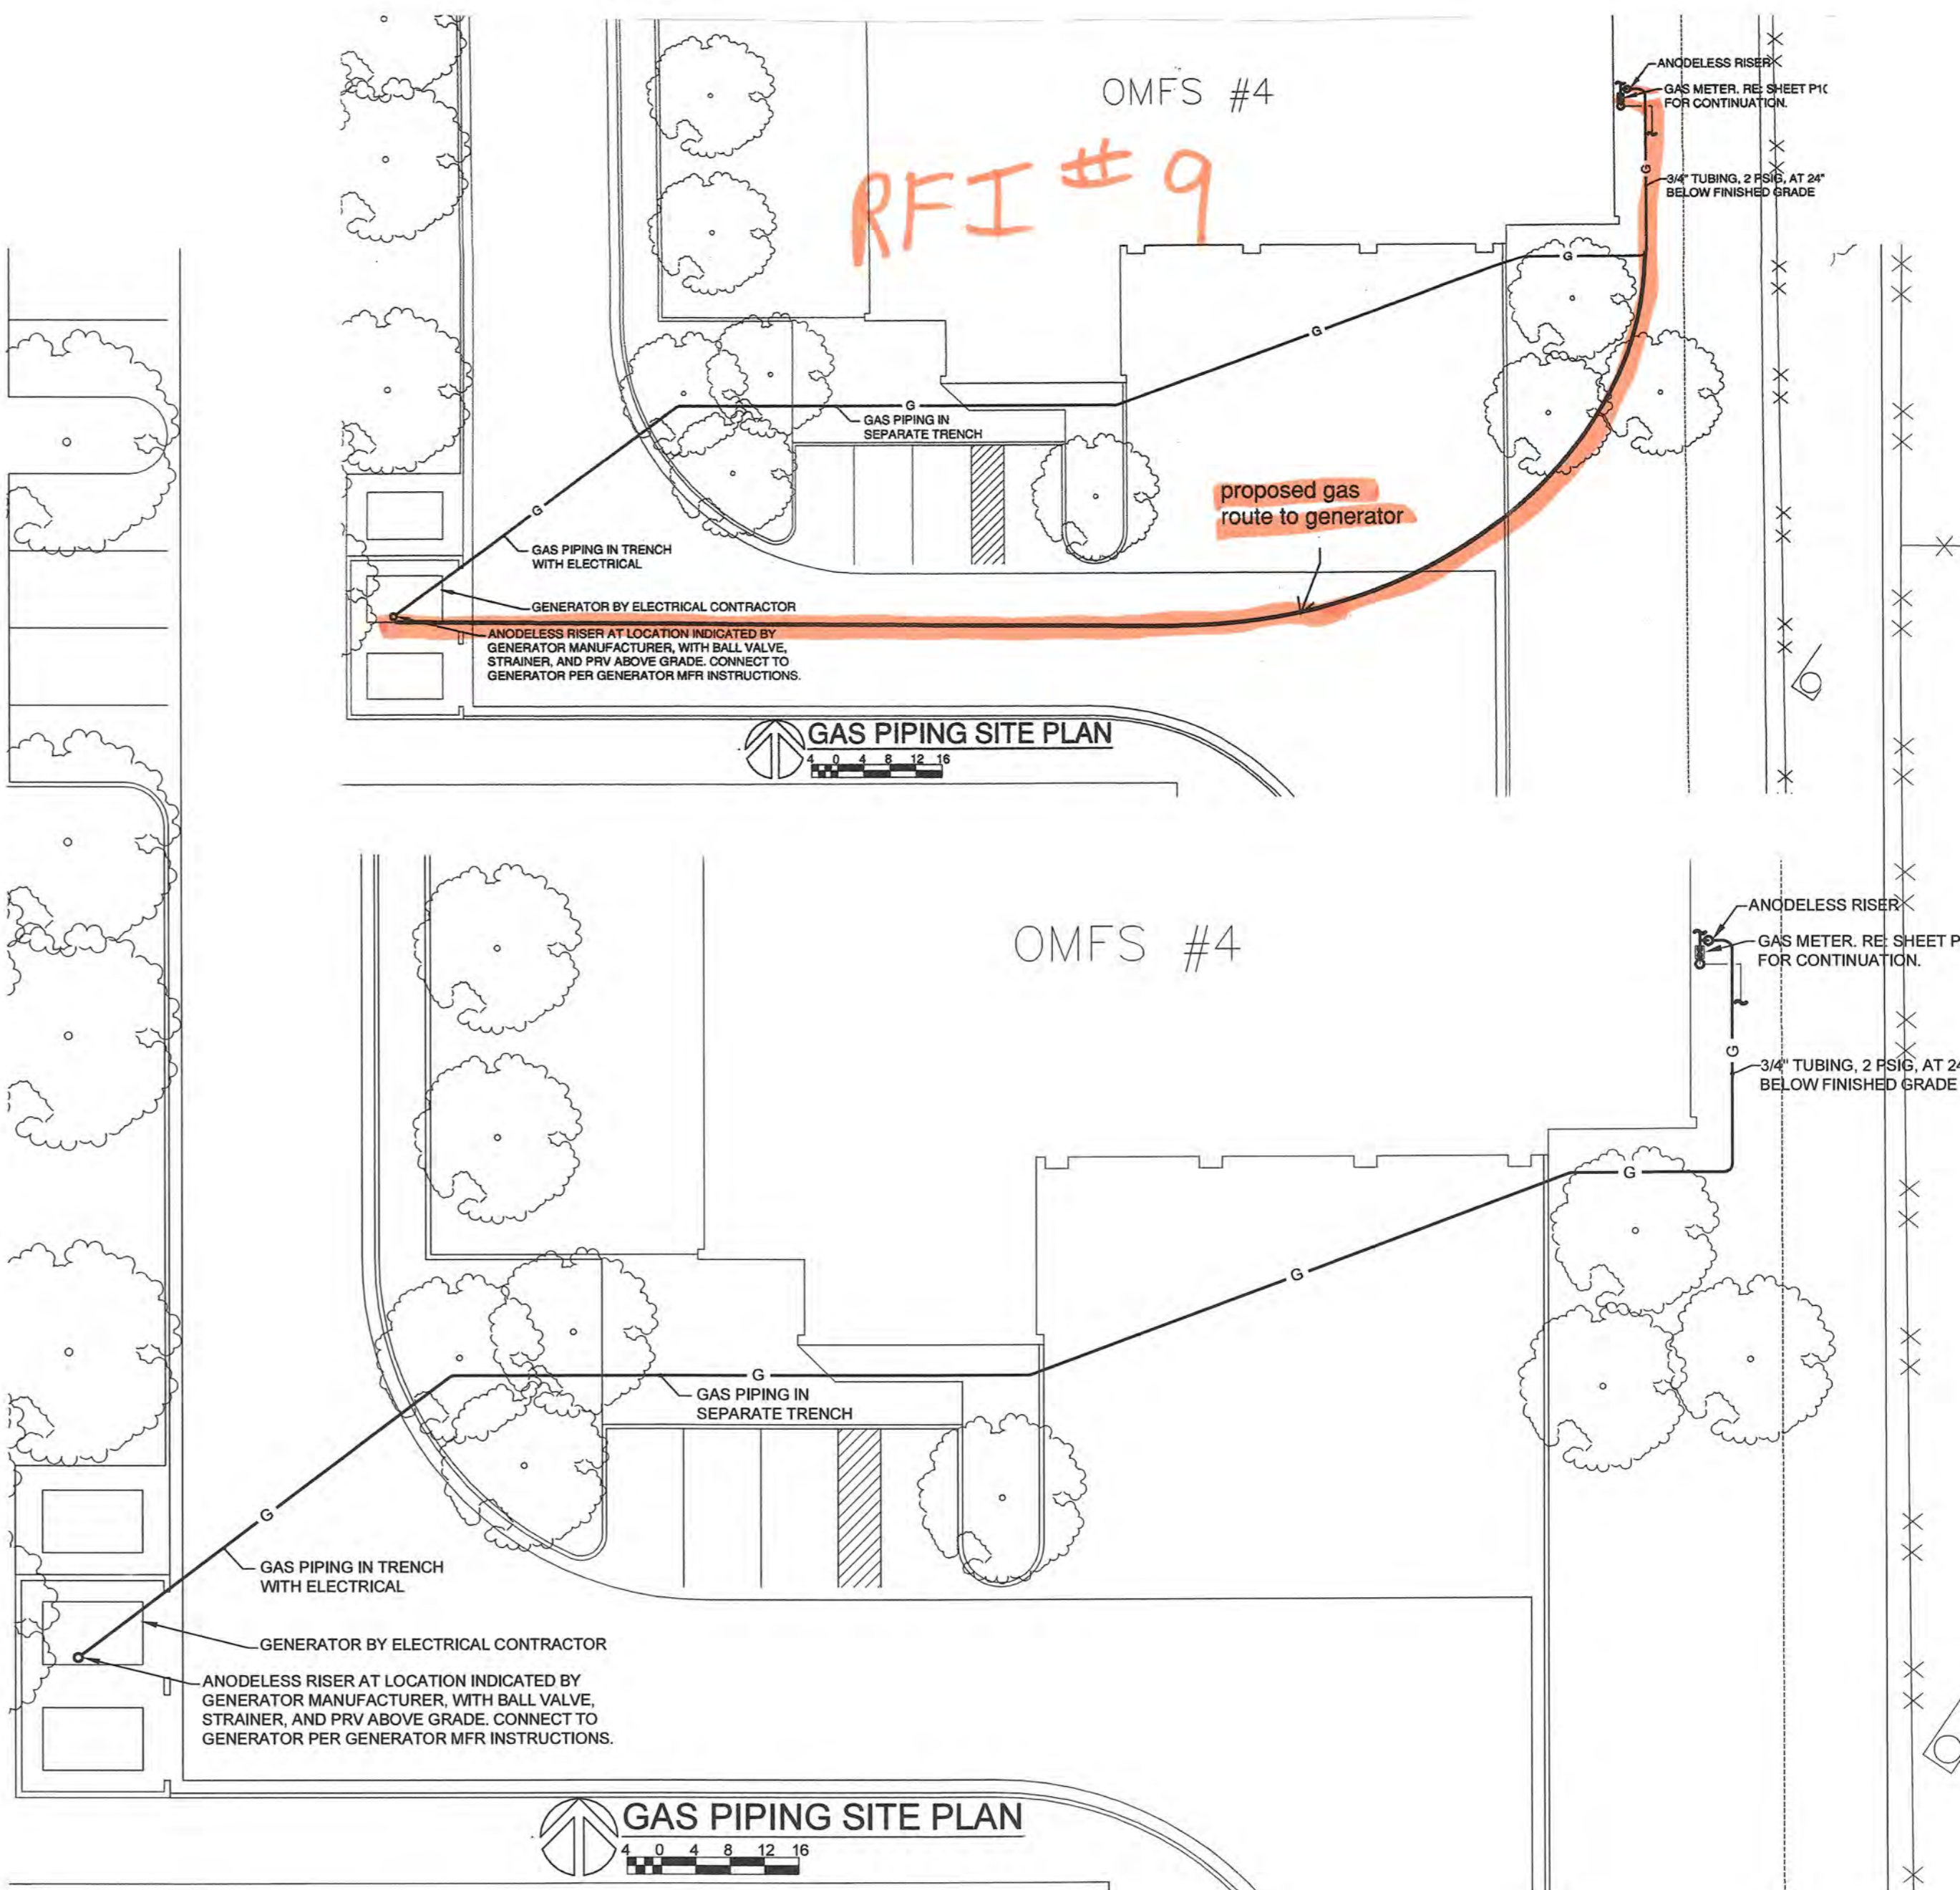 OMFS #4
ANODELESS RISER
GAS METER. RE: SHEET P10
FOR CONTINUATION.
RFI # 9
3/4" TUBING, 2 PSIG, AT 24"
BELOW FINISHED GRADE
G
G
G
G
G
GAS PIPING IN
SEPARATE TRENCH
proposed gas
route to generator
GAS PIPING IN TRENCH
WITH ELECTRICAL
GENERATOR BY ELECTRICAL CONTRACTOR
ANODELESS RISER AT LOCATION INDICATED BY
GENERATOR MANUFACTURER, WITH BALL VALVE,
STRAINER, AND PRV ABOVE GRADE. CONNECT TO
GENERATOR PER GENERATOR MFR INSTRUCTIONS.
GAS PIPING SITE PLAN
4 0 4 8 12 16
OMFS #4
ANODELESS RISER
GAS METER. RE: SHEET P
FOR CONTINUATION.
G
3/4" TUBING, 2 PSIG, AT 24
BELOW FINISHED GRADE
G
G
G
GAS PIPING IN
SEPARATE TRENCH
G
GAS PIPING IN TRENCH
WITH ELECTRICAL
GENERATOR BY ELECTRICAL CONTRACTOR
ANODELESS RISER AT LOCATION INDICATED BY
GENERATOR MANUFACTURER, WITH BALL VALVE,
STRAINER, AND PRV ABOVE GRADE. CONNECT TO
GENERATOR PER GENERATOR MFR INSTRUCTIONS.
GAS PIPING SITE PLAN
4 0 4 8 12 16